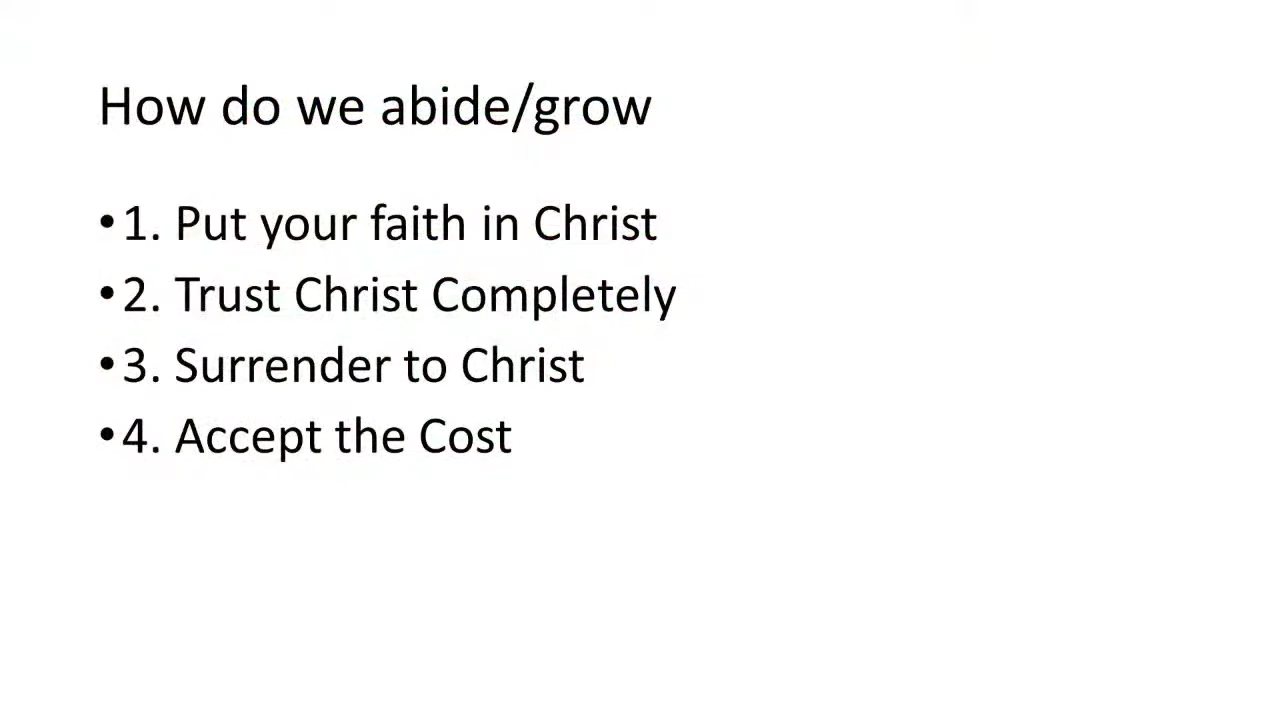 How do we abide/grow
•1. Put your faith in Christ
•2. Trust Christ Completely
•3. Surrender to Christ
•4. Accept the Cost